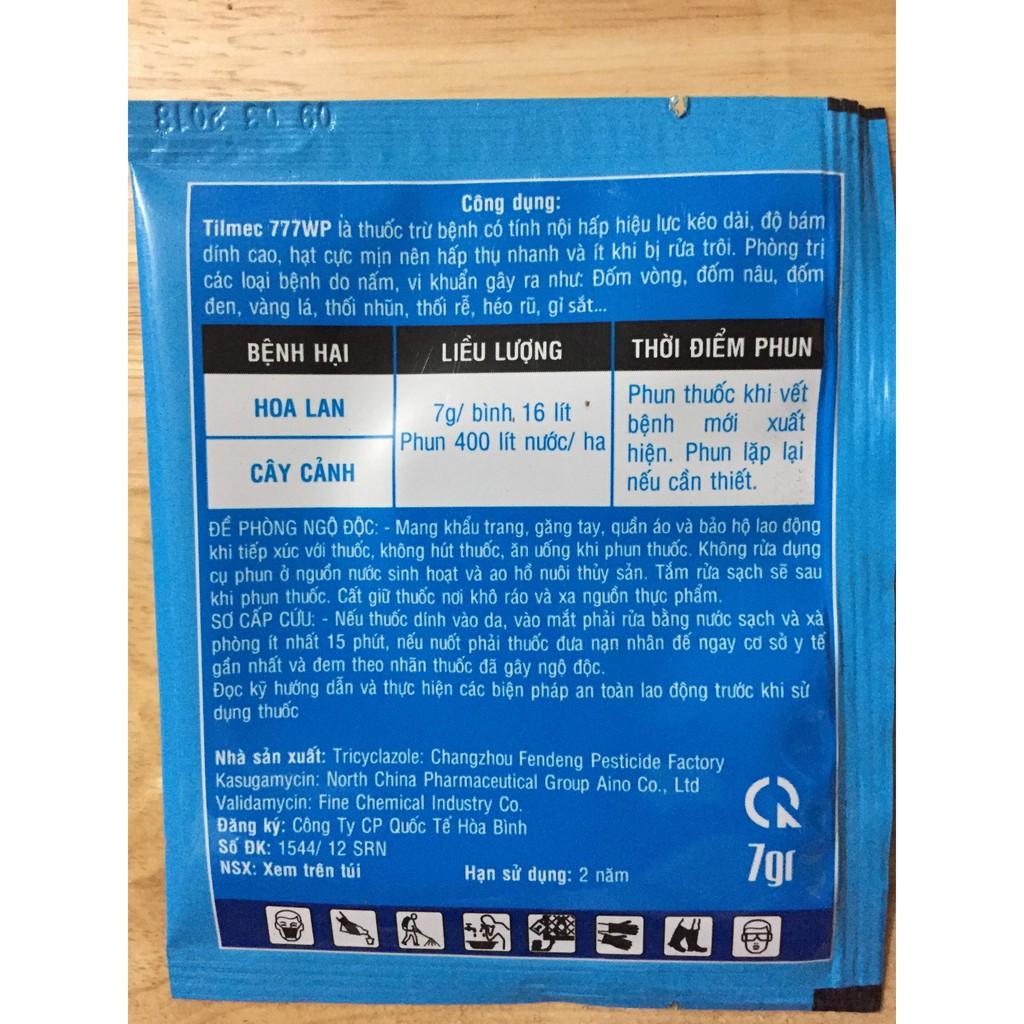 09 03 2018
Công dụng:
Tilmec 777WP là thuốc trừ bệnh có tính nội hấp hiệu lực kéo dài, độ bám
dính cao, hạt cực mịn nên hấp thụ nhanh và ít khi bị rửa trôi. Phòng trị
các loại bệnh do nấm, vi khuẩn gây ra như: Đốm vòng, đốm nâu, đốm
đen, vàng lá, thối nhũn, thối rễ, héo rũ, gỉ sắt...
BỆNH HẠI
LIỀU LƯỢNG
THỜI ĐIỂM PHUN
HOA LAN
CÂY CẢNH
7g/ bình, 16 lít
Phun 400 lít nước/ ha
Phun thuốc khi vết
bệnh mới xuất
hiện. Phun lặp lại
nếu cần thiết.
ĐỀ PHÒNG NGỘ ĐỘC: - Mang khẩu trang, găng tay, quần áo và bảo hộ lao động
khi tiếp xúc với thuốc, không hút thuốc, ăn uống khi phun thuốc. Không rửa dụng
cụ phun ở nguồn nước sinh hoạt và ao hồ nuôi thủy sản. Tắm rửa sạch sẽ sau
khi phun thuốc. Cất giữ thuốc nơi khô ráo và xa nguồn thực phẩm.
SƠ CẤP CỨU: - Nếu thuốc dính vào da, vào mắt phải rửa bằng nước sạch và xà
phòng ít nhất 15 phút, nếu nuốt phải thuốc đưa nạn nhân đế ngay cơ sở y tế
gần nhất và đem theo nhãn thuốc đã gây ngộ độc.
Đọc kỹ hướng dẫn và thực hiện các biện pháp an toàn lao động trước khi sử
dụng thuốc
Nhà sản xuất: Tricyclazole: Changzhou Fendeng Pesticide Factory
Kasugamycin: North China Pharmaceutical Group Aino Co., Ltd
Validamycin: Fine Chemical Industry Co.
Đăng ký: Công Ty CP Quốc Tế Hòa Bình
Số ĐK: 1544/ 12 SRN
NSX: Xem trên túi
Hạn sử dụng: 2 năm
7gr